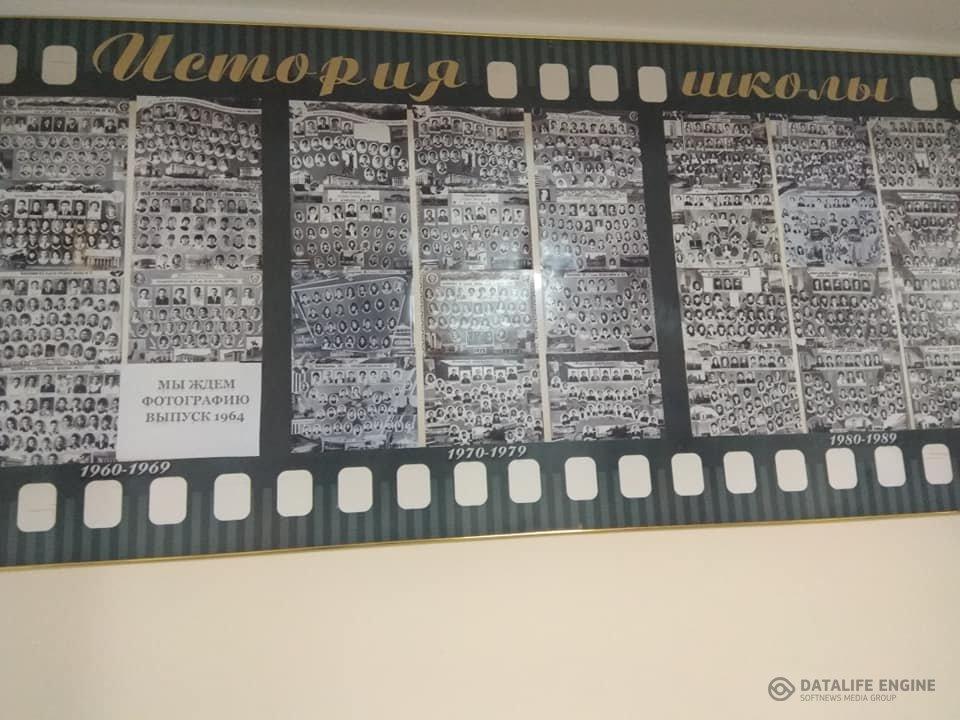 История школы
МЫ ЖДЕМ
ФОТОГРАФИЮ
ВЫПУСК 1964
1960-1969
1970-1979
1980-1989
DATALIFE ENGINE
SOFTNEWS MEDIA GROUP